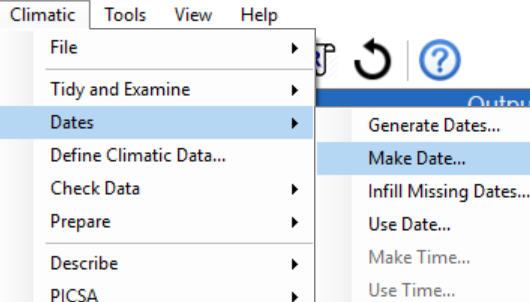 Climatic Tools View Help
File
Tidy and Examine
Dates
Define Climatic Data...
Check Data
Prepare
Describe
PICSA
R
?
Generate Dates...
Make Date...
Infill Missing Dates...
Use Date...
Make Time...
Use Time...